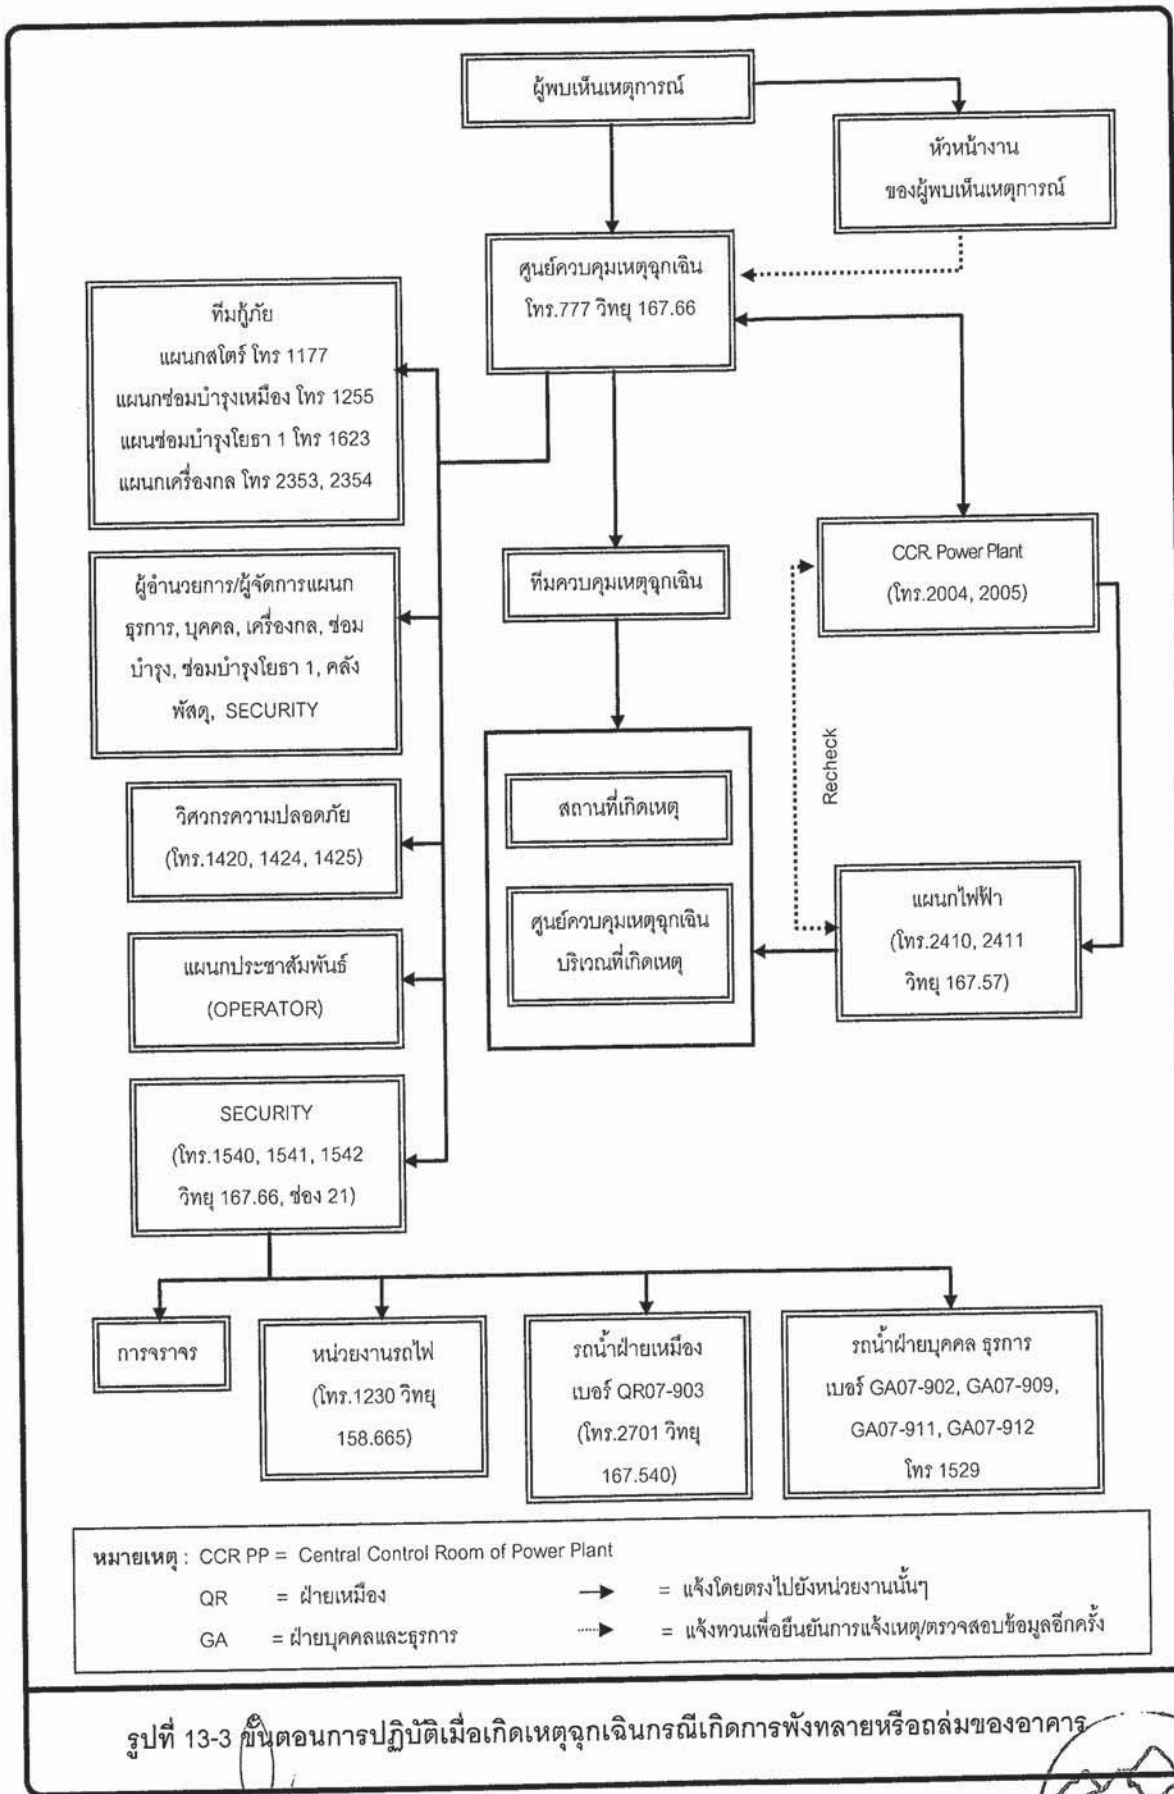 ผู้พบเห็นเหตุการณ์
หัวหน้างาน
ของผู้พบเห็นเหตุการณ์
ศูนย์ควบคุมเหตุฉุกเฉิน
โทร.777 วิทยุ 167.66
ทีมกู้ภัย
แผนกสโตร์ โทร 1177
แผนกซ่อมบำรุงเหมือง โทร 1255
แผนซ่อมบำรุงโยธา 1 โทร 1623
แผนกเครื่องกล โทร 2353, 2354
ทีมควบคุมเหตุฉุกเฉิน
CCR Power Plant
(โทร.2004, 2005)
ผู้อำนวยการ/ผู้จัดการแผนก
ธุรการ, บุคคล, เครื่องกล, ซ่อม
บำรุง, ซ่อมบำรุงโยธา 1, คลัง
พัสดุ, SECURITY
Recheck
วิศวกรความปลอดภัย
(โทร.1420, 1424, 1425)
สถานที่เกิดเหตุ
ศูนย์ควบคุมเหตุฉุกเฉิน
บริเวณที่เกิดเหตุ
แผนกไฟฟ้า
(โทร.2410, 2411
วิทยุ 167.57)
แผนกประชาสัมพันธ์
(OPERATOR)
SECURITY
(โทร.1540, 1541, 1542
วิทยุ 167.66, ช่อง 21)
การจราจร
หน่วยงานรถไฟ
(โทร.1230 วิทยุ
158.665)
รถน้ำฝ่ายเหมือง
เบอร์ QR07-903
(โทร.2701 วิทยุ
167.540)
รถน้ำฝ่ายบุคคล ธุรการ
เบอร์ GA07-902, GA07-909,
GA07-911, GA07-912
โทร 1529
หมายเหตุ : CCR PP = Central Control Room of Power Plant
QR = ฝ่ายเหมือง = แจ้งโดยตรงไปยังหน่วยงานนั้นๆ
GA = ฝ่ายบุคคลและธุรการ = แจ้งทวนเพื่อยืนยันการแจ้งเหตุ/ตรวจสอบข้อมูลอีกครั้ง
รูปที่ 13-3 ขั้นตอนการปฏิบัติเมื่อเกิดเหตุฉุกเฉินกรณีเกิดการพังทลายหรือถล่มของอาคาร